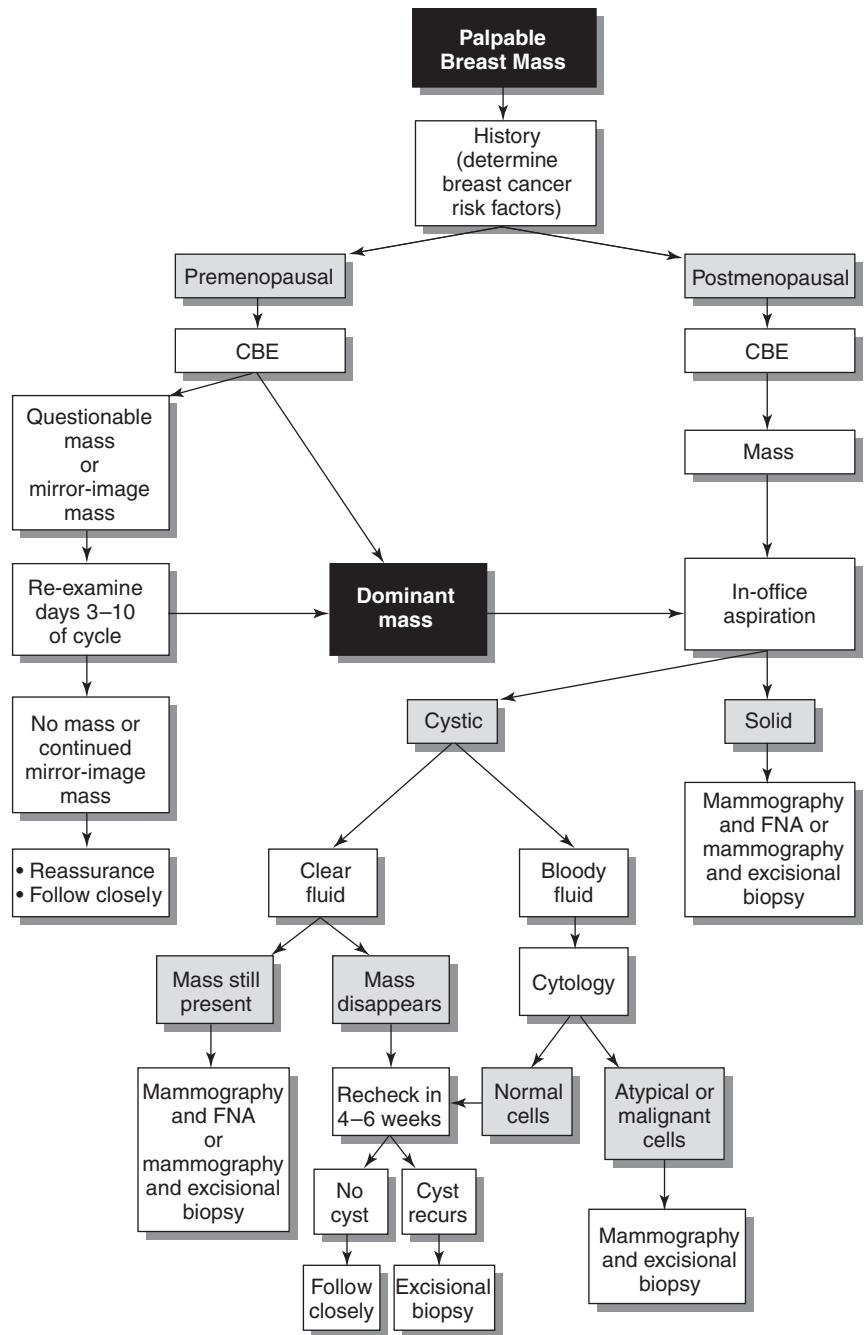 Palpable
Breast Mass
History
(determine
breast cancer
risk factors)
Premenopausal
Postmenopausal
CBE
CBE
Questionable
mass
or
mirror-image
mass
Mass
Re-examine
days 3–10
of cycle
Dominant
mass
In-office
aspiration
No mass or
continued
mirror-image
mass
Cystic
Solid
• Reassurance
• Follow closely
Clear
fluid
Bloody
fluid
Mammography
and FNA or
mammography
and excisional
biopsy
Mass still
present
Mass
disappears
Cytology
Mammography
and FNA
or
mammography
and excisional
biopsy
Recheck in
4–6 weeks
Normal
cells
Atypical or
malignant
cells
No
cyst
Cyst
recurs
Mammography
and excisional
biopsy
Follow
closely
Excisional
biopsy